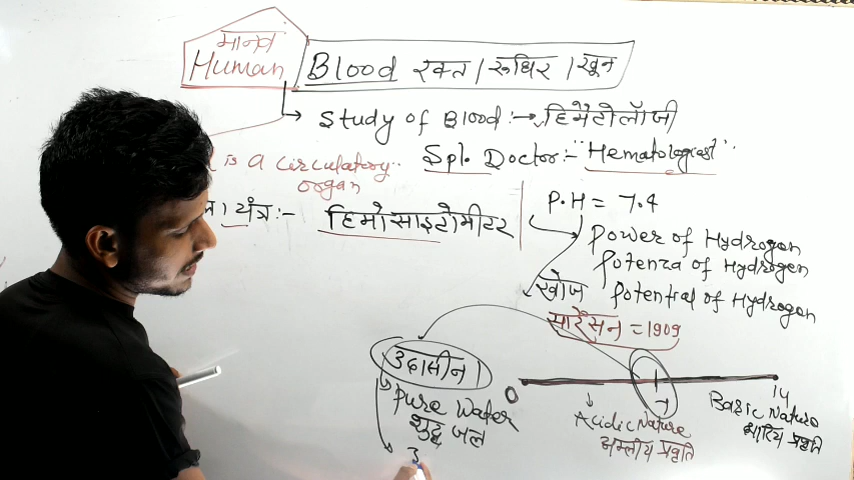 मानव
Human Blood रक्त । रूधिर । खून
Study of Blood :→ हिमैटोलॉजी
is a circulatory..
organ
Spl. Doctor:- "Hematologist"
यंत्र:- हिमोसाइटोमीटर
P.H = 7.4
Power of Hydrogen
Potenza of Hydrogen
खोज Potential of Hydrogen
सारेंसन = 1909
उदासीन।
0 7 14
Pure Water
शुद्ध जल
Acidic Nature
अम्लीय प्रवृति
Basic Nature
प्रवृति
उ